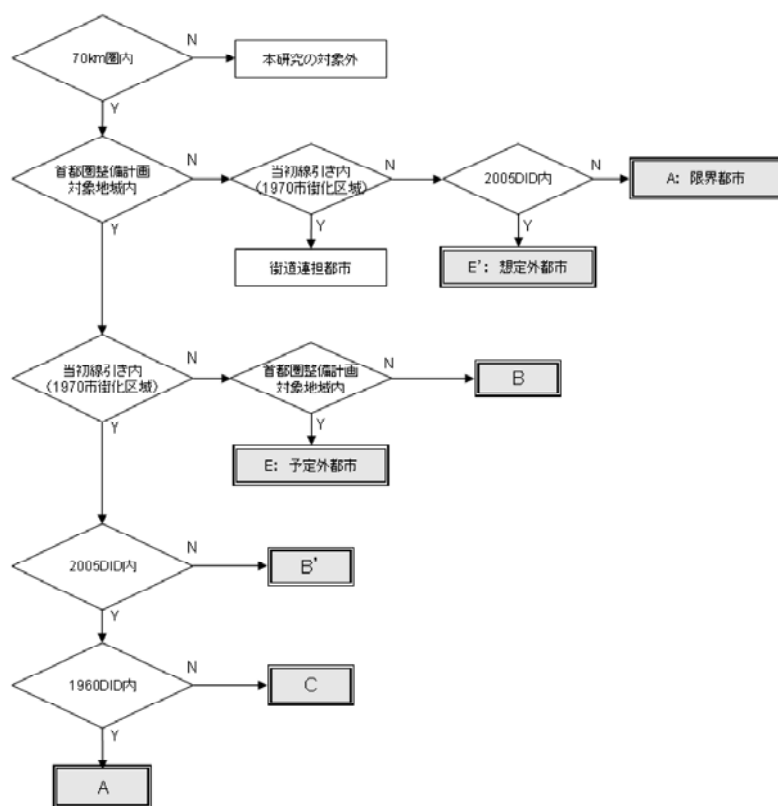 N
70km圏内
本研究の対象外
Y
首都圏整備計画
対象地域内
N
当初線引き内
(1970市街化区域)
N
2005DID内
N
A: 限界都市
Y
Y
Y
街道連担都市
E’: 想定外都市
当初線引き内
(1970市街化区域)
N
首都圏整備計画
対象地域内
N
B
Y
Y
E: 予定外都市
2005DID内
N
B’
Y
1960DID内
N
C
Y
A